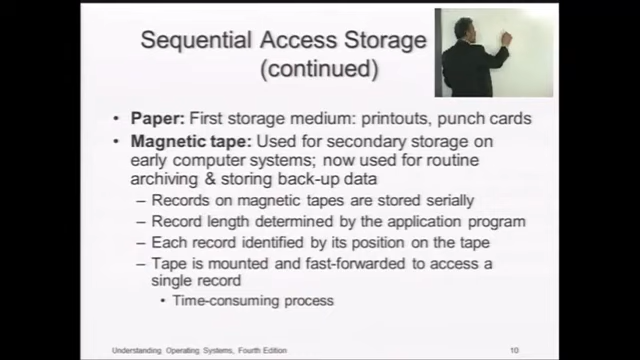 Sequential Access Storage
(continued)
• Paper: First storage medium: printouts, punch cards
• Magnetic tape: Used for secondary storage on
early computer systems; now used for routine
archiving & storing back-up data
– Records on magnetic tapes are stored serially
– Record length determined by the application program
– Each record identified by its position on the tape
– Tape is mounted and fast-forwarded to access a
single record
• Time-consuming process
Understanding Operating Systems, Fourth Edition
10